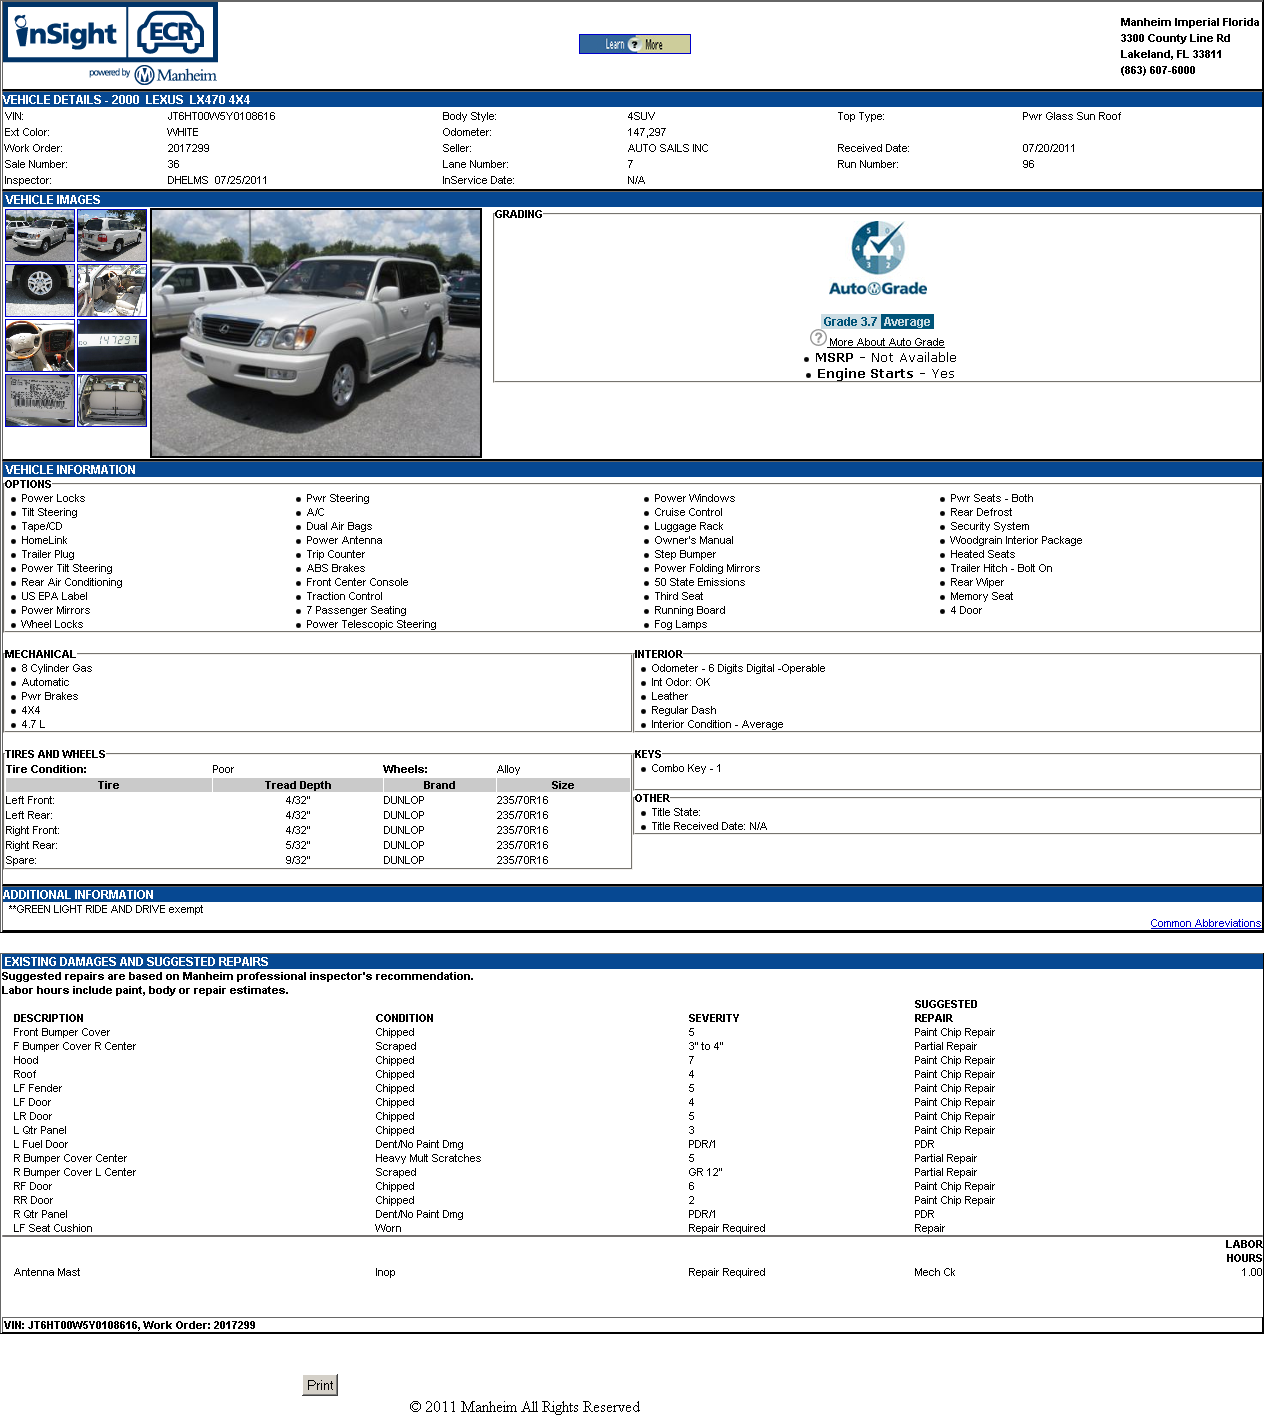 inSight ECR
powered by Manheim
Learn ? More
Manheim Imperial Florida
3300 County Line Rd
Lakeland, FL 33811
(863) 607-6000
VEHICLE DETAILS - 2000 LEXUS LX470 4X4
VIN: JT6HT00W5Y0108616 Body Style: 4SUV Top Type: Pwr Glass Sun Roof
Ext Color: WHITE Odometer: 147,297
Work Order: 2017299 Seller: AUTO SAILS INC Received Date: 07/20/2011
Sale Number: 36 Lane Number: 7 Run Number: 96
Inspector: DHELMS 07/25/2011 InService Date: N/A
VEHICLE IMAGES
147297
GRADING
5 0 4 1 3 2
AutoGrade
Grade 3.7 Average
? More About Auto Grade
MSRP - Not Available
Engine Starts - Yes
VEHICLE INFORMATION
OPTIONS
Power Locks Pwr Steering Power Windows Pwr Seats - Both
Tilt Steering A/C Cruise Control Rear Defrost
Tape/CD Dual Air Bags Luggage Rack Security System
HomeLink Power Antenna Owner's Manual Woodgrain Interior Package
Trailer Plug Trip Counter Step Bumper Heated Seats
Power Tilt Steering ABS Brakes Power Folding Mirrors Trailer Hitch - Bolt On
Rear Air Conditioning Front Center Console 50 State Emissions Rear Wiper
US EPA Label Traction Control Third Seat Memory Seat
Power Mirrors 7 Passenger Seating Running Board 4 Door
Wheel Locks Power Telescopic Steering Fog Lamps
MECHANICAL
8 Cylinder Gas
Automatic
Pwr Brakes
4X4
4.7 L
INTERIOR
Odometer - 6 Digits Digital -Operable
Int Odor: OK
Leather
Regular Dash
Interior Condition - Average
TIRES AND WHEELS
Tire Condition: Poor Wheels: Alloy
Tire Tread Depth Brand Size
Left Front: 4/32" DUNLOP 235/70R16
Left Rear: 4/32" DUNLOP 235/70R16
Right Front: 4/32" DUNLOP 235/70R16
Right Rear: 5/32" DUNLOP 235/70R16
Spare: 9/32" DUNLOP 235/70R16
KEYS
Combo Key - 1
OTHER
Title State:
Title Received Date: N/A
ADDITIONAL INFORMATION
**GREEN LIGHT RIDE AND DRIVE exempt
Common Abbreviations
EXISTING DAMAGES AND SUGGESTED REPAIRS
Suggested repairs are based on Manheim professional inspector's recommendation.
Labor hours include paint, body or repair estimates.
DESCRIPTION CONDITION SEVERITY SUGGESTED REPAIR
Front Bumper Cover Chipped 5 Paint Chip Repair
F Bumper Cover R Center Scraped 3" to 4" Partial Repair
Hood Chipped 7 Paint Chip Repair
Roof Chipped 4 Paint Chip Repair
LF Fender Chipped 5 Paint Chip Repair
LF Door Chipped 4 Paint Chip Repair
LR Door Chipped 5 Paint Chip Repair
L Qtr Panel Chipped 3 Paint Chip Repair
L Fuel Door Dent/No Paint Dmg PDR/1 PDR
R Bumper Cover Center Heavy Mult Scratches 5 Partial Repair
R Bumper Cover L Center Scraped GR 12" Partial Repair
RF Door Chipped 6 Paint Chip Repair
RR Door Chipped 2 Paint Chip Repair
R Qtr Panel Dent/No Paint Dmg PDR/1 PDR
LF Seat Cushion Worn Repair Required Repair
LABOR HOURS
Antenna Mast Inop Repair Required Mech Ck 1.00
VIN: JT6HT00W5Y0108616, Work Order: 2017299
Print
© 2011 Manheim All Rights Reserved